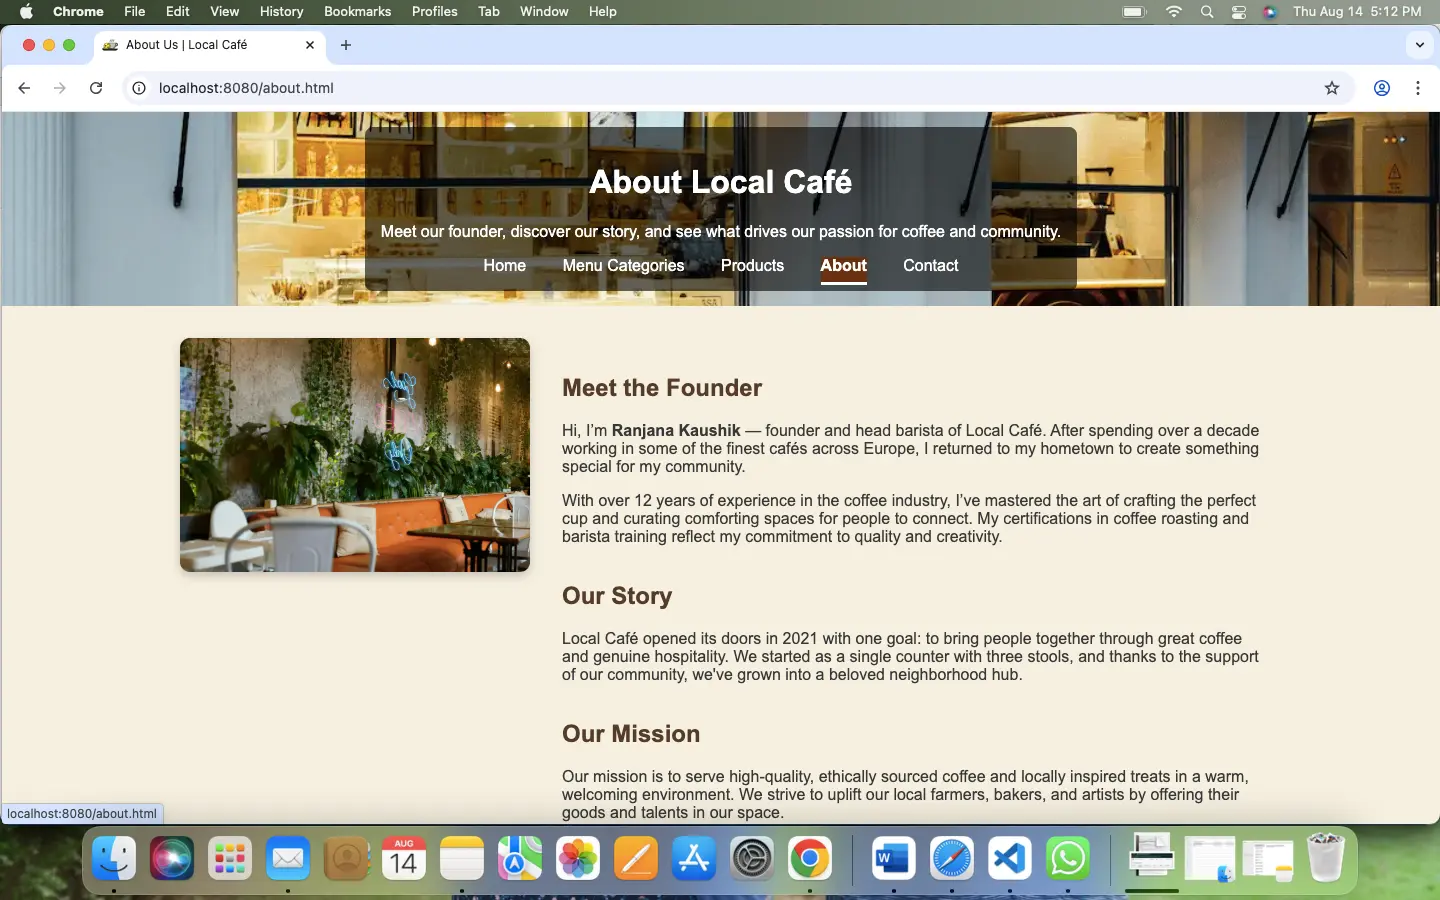 Chrome File Edit View History Bookmarks Profiles Tab Window Help Thu Aug 14 5:12 PM
About Us | Local Café
localhost:8080/about.html
About Local Café
Meet our founder, discover our story, and see what drives our passion for coffee and community.
Home Menu Categories Products About Contact
Meet the Founder
Hi, I’m Ranjana Kaushik — founder and head barista of Local Café. After spending over a decade
working in some of the finest cafés across Europe, I returned to my hometown to create something
special for my community.
With over 12 years of experience in the coffee industry, I’ve mastered the art of crafting the perfect
cup and curating comforting spaces for people to connect. My certifications in coffee roasting and
barista training reflect my commitment to quality and creativity.
Our Story
Local Café opened its doors in 2021 with one goal: to bring people together through great coffee
and genuine hospitality. We started as a single counter with three stools, and thanks to the support
of our community, we've grown into a beloved neighborhood hub.
Our Mission
Our mission is to serve high-quality, ethically sourced coffee and locally inspired treats in a warm,
welcoming environment. We strive to uplift our local farmers, bakers, and artists by offering their
goods and talents in our space.
localhost:8080/about.html
AUG
14
W